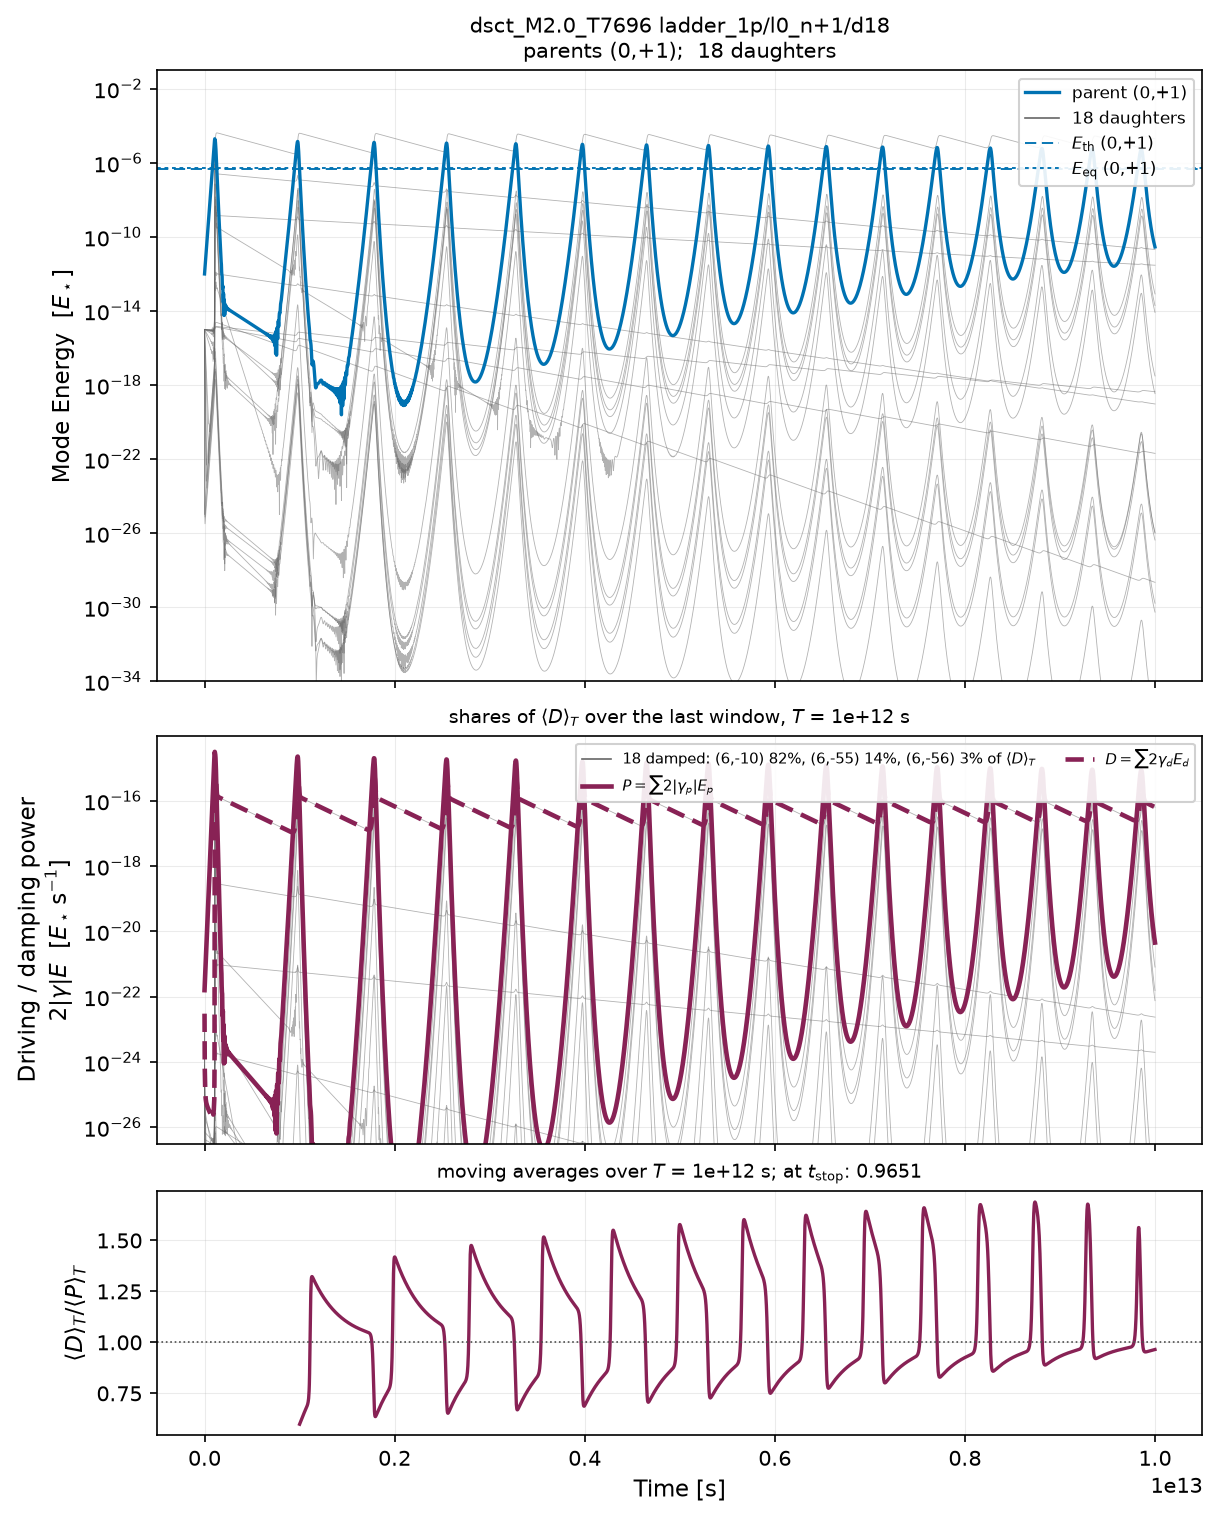 dsct_M2.0_T7696 ladder_1p/l0_n+1/d18
parents (0,+1);  18 daughters
Mode Energy [E⋆]
10⁻²
10⁻⁶
10⁻¹⁰
10⁻¹⁴
10⁻¹⁸
10⁻²²
10⁻²⁶
10⁻³⁰
10⁻³⁴
parent (0,+1)
18 daughters
E_th (0,+1)
E_eq (0,+1)
shares of ⟨D⟩_T over the last window, T = 1e+12 s
Driving / damping power
2|γ|E [E⋆ s⁻¹]
10⁻¹⁶
10⁻¹⁸
10⁻²⁰
10⁻²²
10⁻²⁴
10⁻²⁶
18 damped: (6,-10) 82%, (6,-55) 14%, (6,-56) 3% of ⟨D⟩_T
P = ∑2|γ_p|E_p
D = ∑2γ_dE_d
moving averages over T = 1e+12 s; at t_stop: 0.9651
⟨D⟩_T/⟨P⟩_T
1.50
1.25
1.00
0.75
0.0 0.2 0.4 0.6 0.8 1.0
1e13
Time [s]